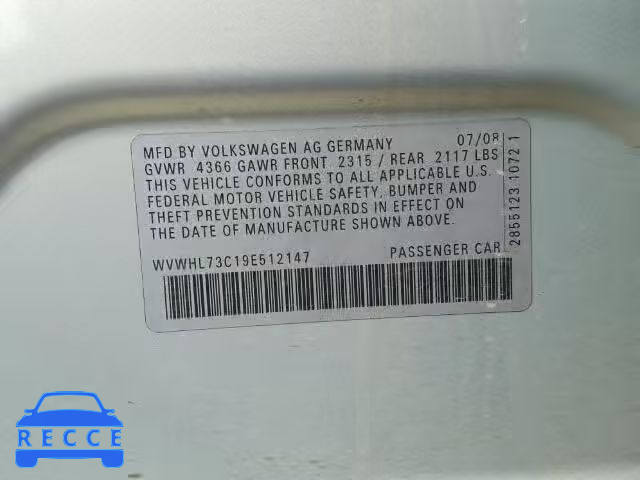 MFD BY VOLKSWAGEN AG GERMANY 07/08
GVWR 4366 GAWR FRONT 2315 / REAR 2117 LBS
THIS VEHICLE CONFORMS TO ALL APPLICABLE U.S.
FEDERAL MOTOR VEHICLE SAFETY, BUMPER AND
THEFT PREVENTION STANDARDS IN EFFECT ON
THE DATE OF MANUFACTURE SHOWN ABOVE.
WVWHL73C19E512147 PASSENGER CAR
2855123 10721
RECCE